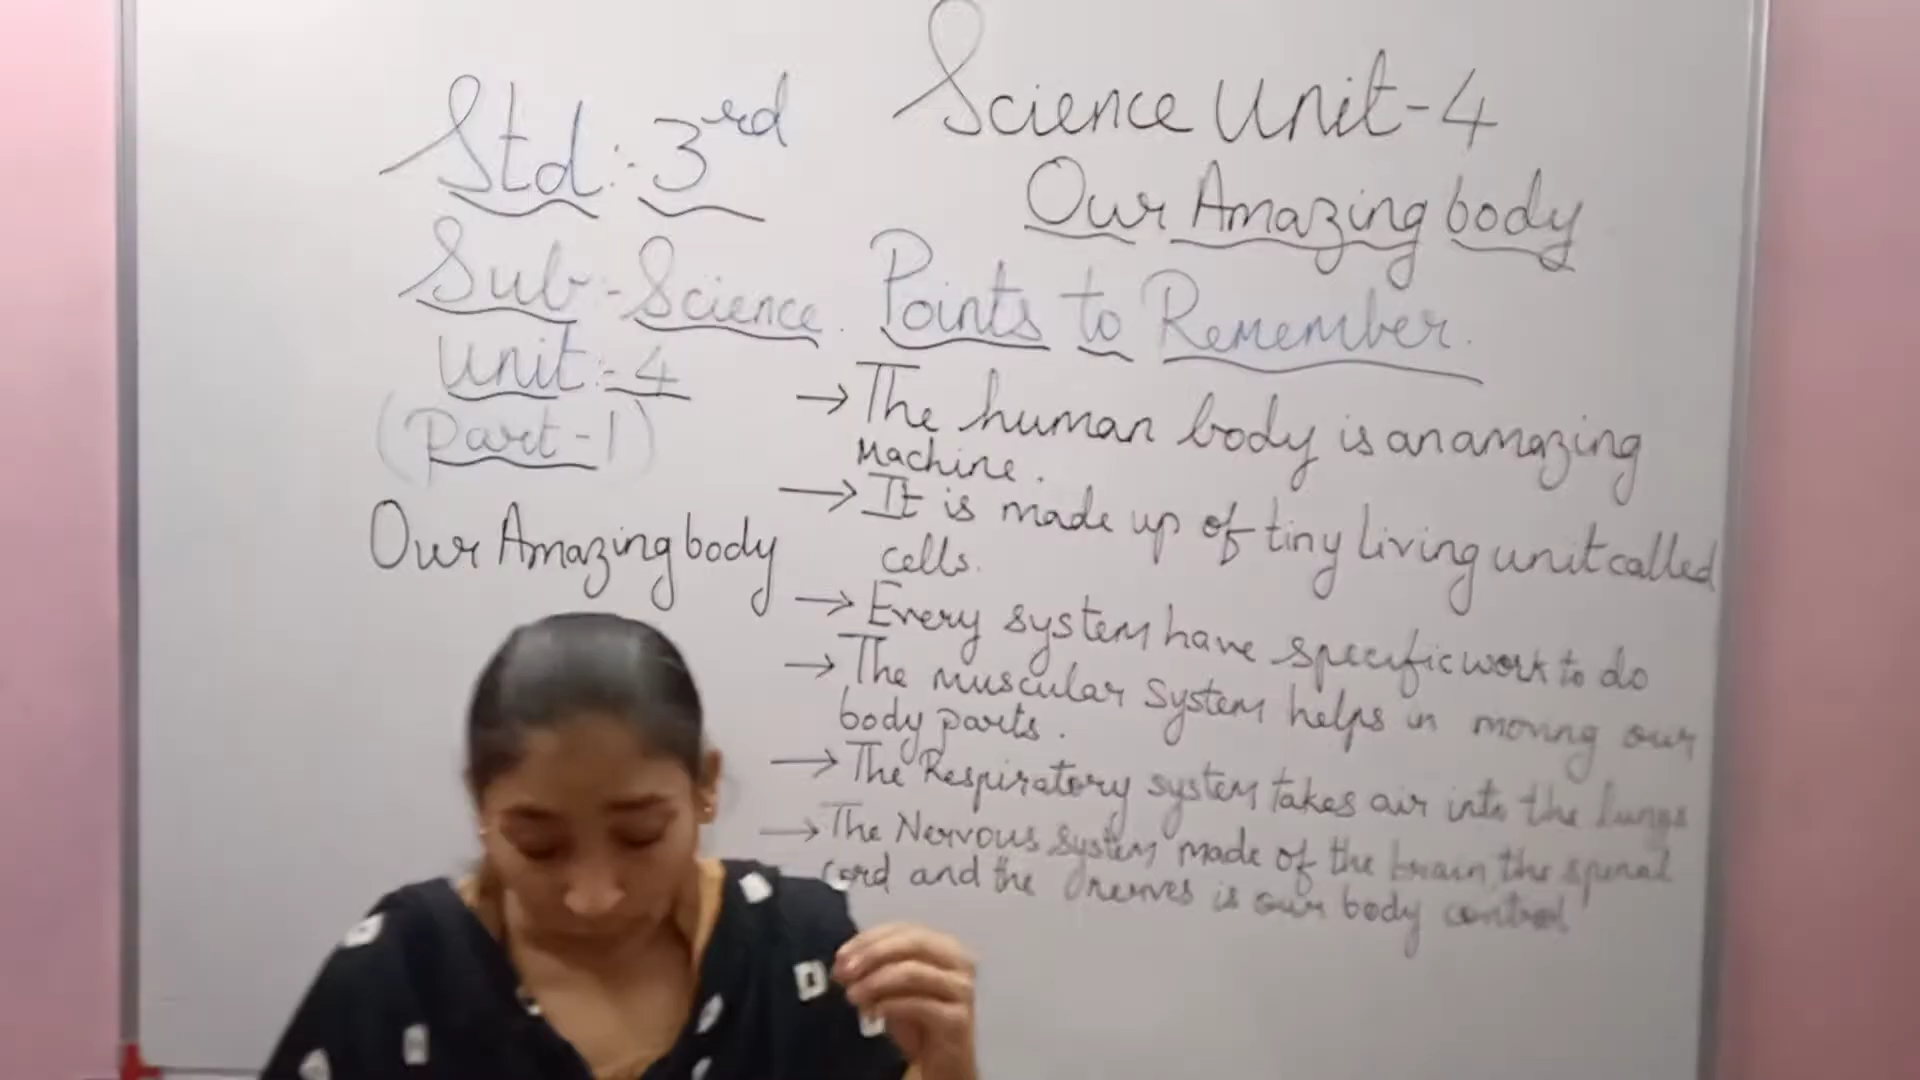 Std:- 3rd
Sub:-Science.
Unit:-4
(Part-1)
Our Amazing body
Science Unit-4
Our Amazing body
Points to Remember.
→ The human body is an amazing
Machine.
→ It is made up of tiny living unit called
cells.
→ Every system have specific work to do
→ The muscular System helps in moving our
body parts.
→ The Respiratory system takes air into the lungs
→ The Nervous system made of the brain, the spinal
cord and the nerves is our body control